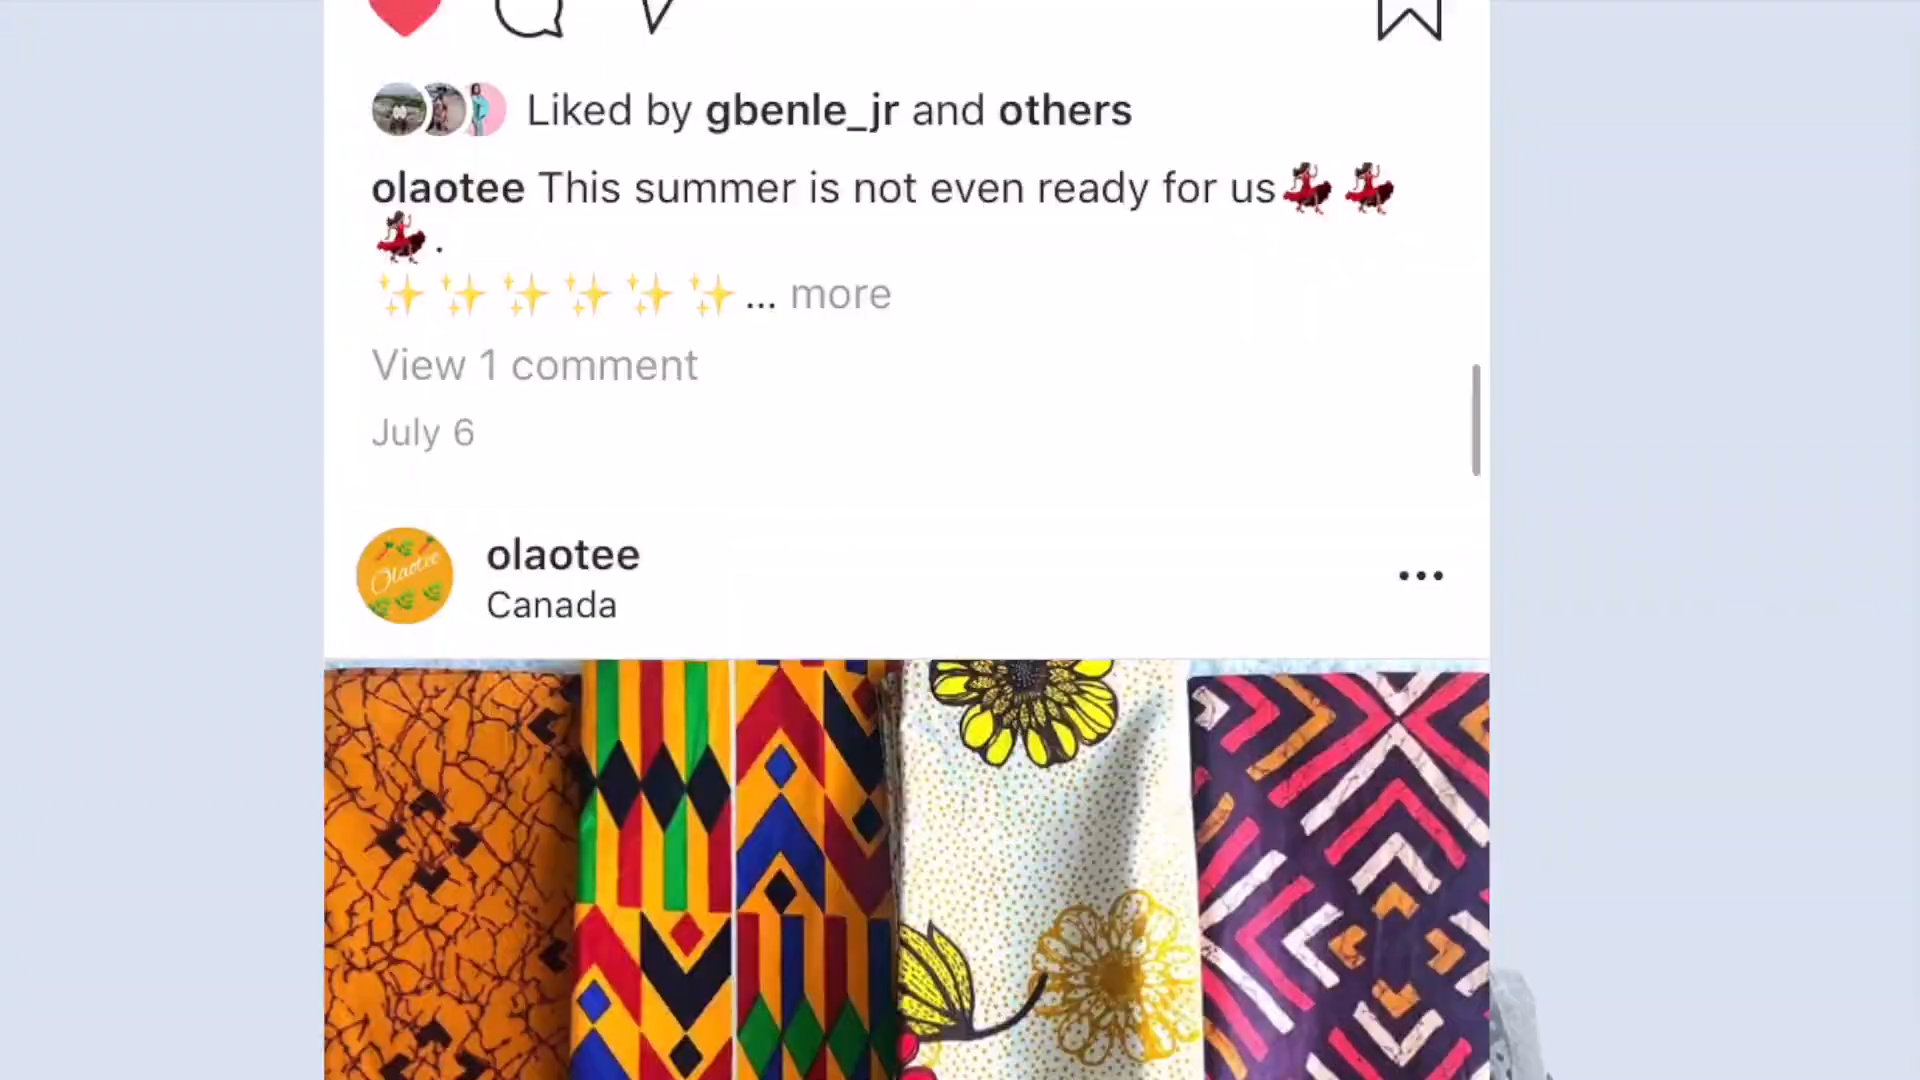 Liked by gbenle_jr and others
olaotee This summer is not even ready for us💃💃
💃.
✨✨✨✨✨✨... more
View 1 comment
July 6
Olaotee
olaotee
Canada